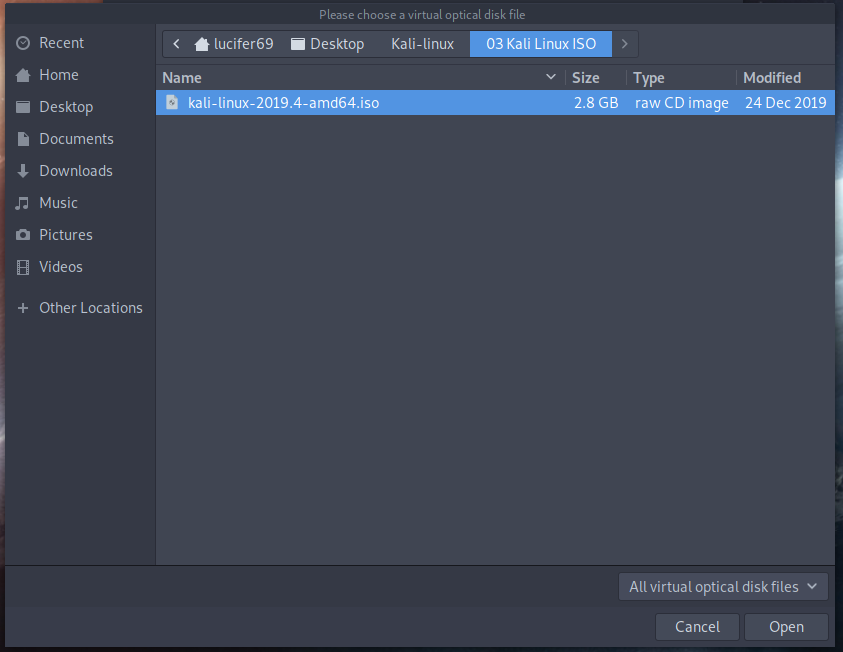 Please choose a virtual optical disk file
Recent
Home
Desktop
Documents
Downloads
Music
Pictures
Videos
Other Locations
lucifer69 Desktop Kali-linux 03 Kali Linux ISO
Name Size Type Modified
kali-linux-2019.4-amd64.iso 2.8 GB raw CD image 24 Dec 2019
All virtual optical disk files
Cancel Open